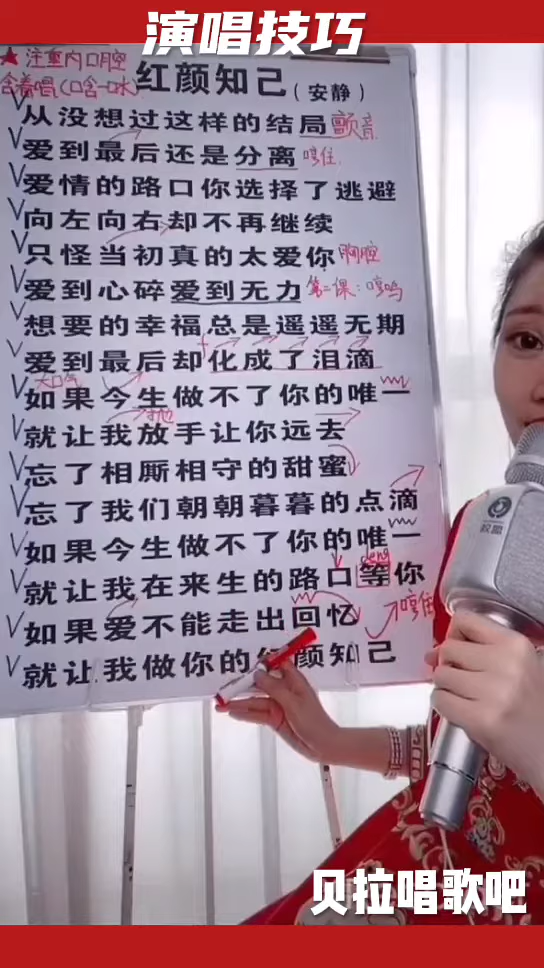 演唱技巧
★注重内口腔
含着唱(口含一口水)
红颜知己(安静)
从没想过这样的结局 颤音
爱到最后还是分离 哼住
爱情的路口你选择了逃避
向左向右却不再继续
只怪当初真的太爱你 胸腔
爱到心碎爱到无力 第二课:哼鸣
想要的幸福总是遥遥无期
爱到最后却化成了泪滴
大口气
如果今生做不了你的唯一
就让我放手让你远去
忘了相厮相守的甜蜜
忘了我们朝朝暮暮的点滴
如果今生做不了你的唯一
deng
就让我在来生的路口等你
如果爱不能走出回忆 哼住
就让我做你的红颜知己
贝拉唱歌吧